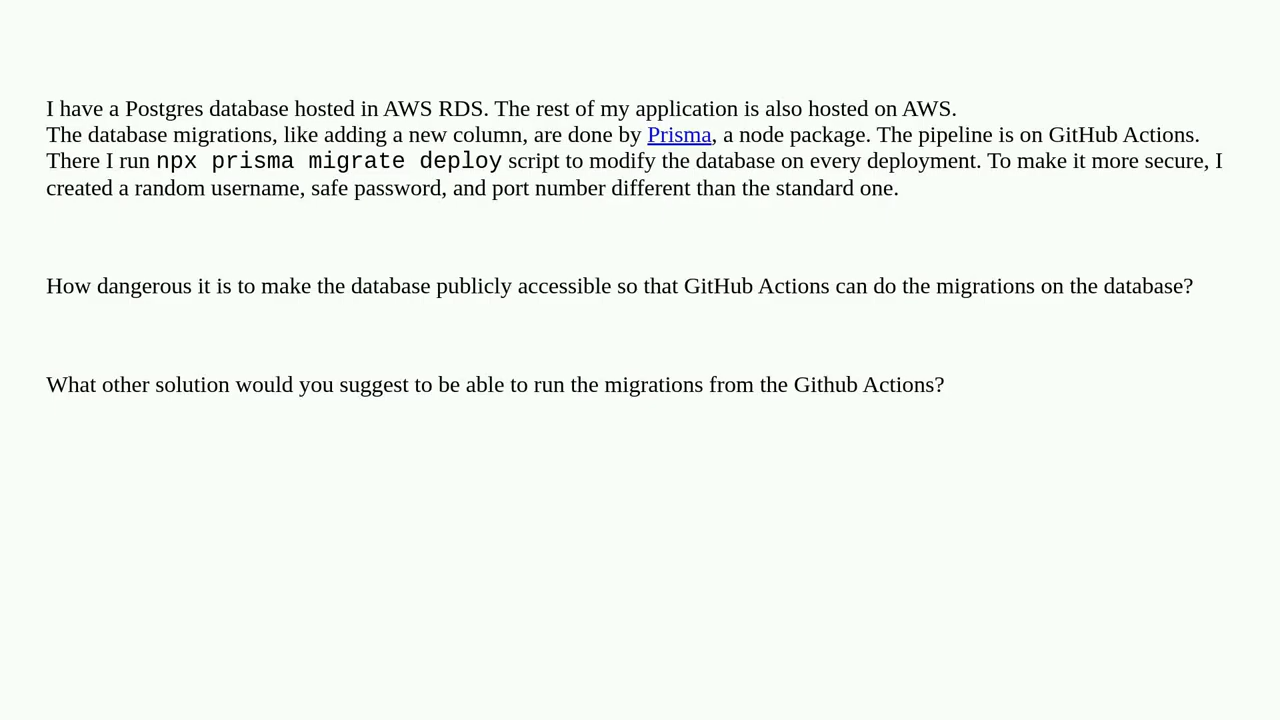 I have a Postgres database hosted in AWS RDS. The rest of my application is also hosted on AWS.
The database migrations, like adding a new column, are done by Prisma, a node package. The pipeline is on GitHub Actions.
There I run npx prisma migrate deploy script to modify the database on every deployment. To make it more secure, I
created a random username, safe password, and port number different than the standard one.
How dangerous it is to make the database publicly accessible so that GitHub Actions can do the migrations on the database?
What other solution would you suggest to be able to run the migrations from the Github Actions?